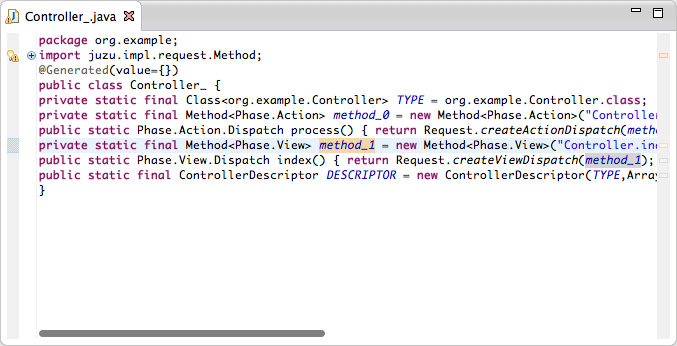 Controller_.java
package org.example;
import juzu.impl.request.Method;
@Generated(value={})
public class Controller_ {
private static final Class<org.example.Controller> TYPE = org.example.Controller.class;
private static final Method<Phase.Action> method_0 = new Method<Phase.Action>("Controller
public static Phase.Action.Dispatch process() { return Request.createActionDispatch(metho
private static final Method<Phase.View> method_1 = new Method<Phase.View>("Controller.ind
public static Phase.View.Dispatch index() { return Request.createViewDispatch(method_1);
public static final ControllerDescriptor DESCRIPTOR = new ControllerDescriptor(TYPE,Array
}